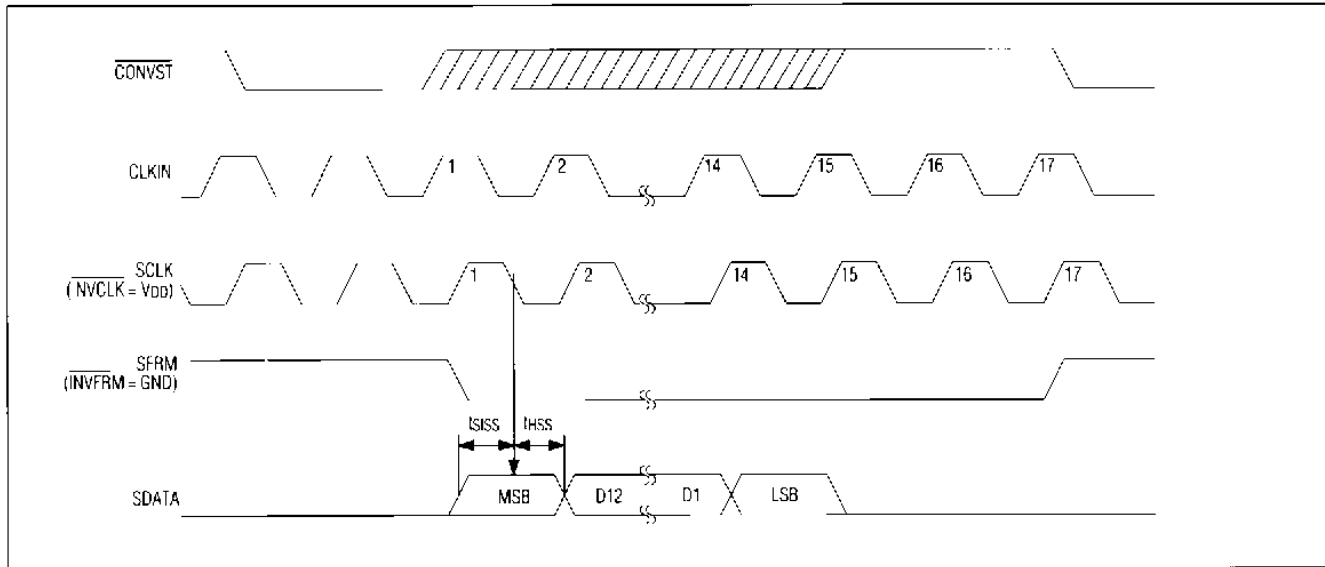 CONVST
CLKIN
1 2 14 15 16 17
SCLK
(INVCLK = VDD)
1 2 14 15 16 17
SFRM
(INVFRM = GND)
tSISS tHSS
SDATA
MSB D12 D1 LSB